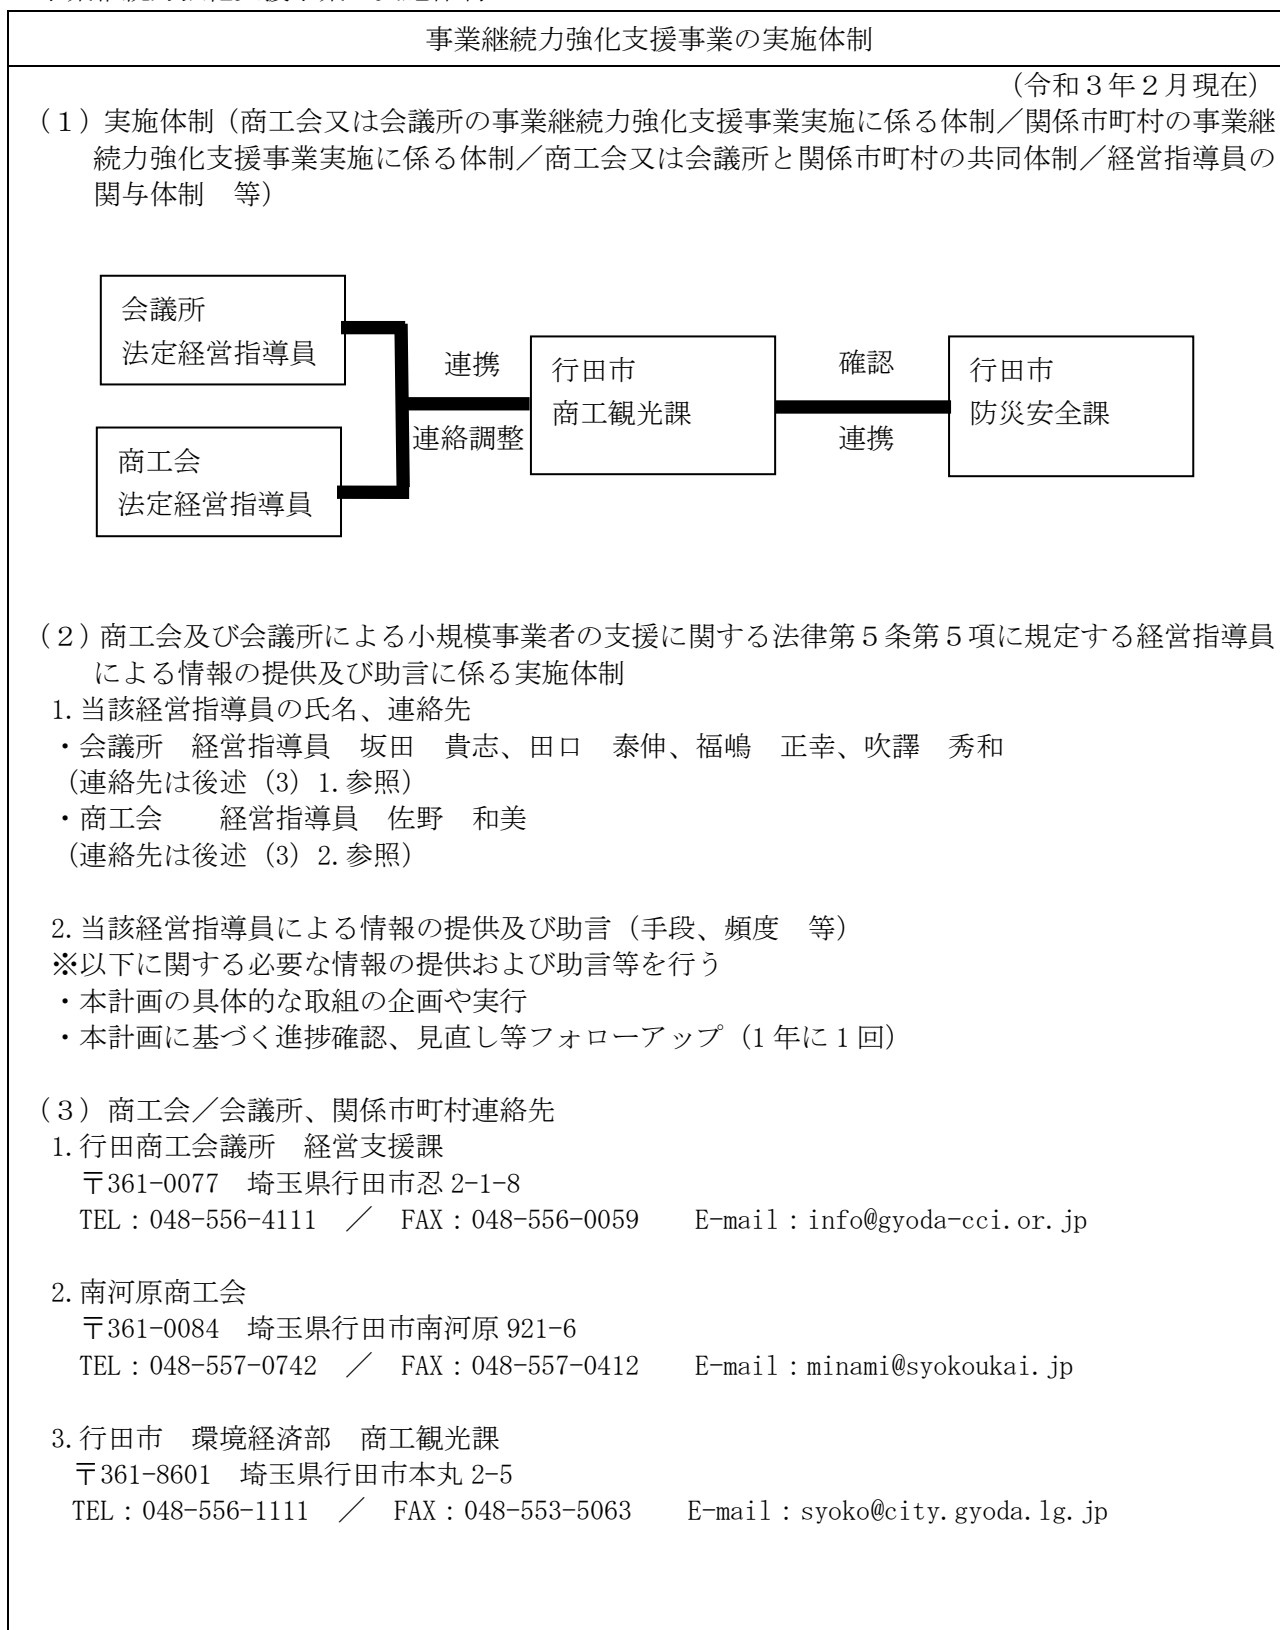 事業継続力強化支援事業の実施体制
（令和３年２月現在）
（１）実施体制（商工会又は会議所の事業継続力強化支援事業実施に係る体制／関係市町村の事業継
続力強化支援事業実施に係る体制／商工会又は会議所と関係市町村の共同体制／経営指導員の
関与体制　等）
会議所
法定経営指導員
商工会
法定経営指導員
連携
連絡調整
行田市
商工観光課
確認
連携
行田市
防災安全課
（２）商工会及び会議所による小規模事業者の支援に関する法律第５条第５項に規定する経営指導員
による情報の提供及び助言に係る実施体制
1.当該経営指導員の氏名、連絡先
・会議所　経営指導員　坂田　貴志、田口　泰伸、福嶋　正幸、吹譯　秀和
（連絡先は後述（3）1.参照）
・商工会　　経営指導員　佐野　和美
（連絡先は後述（3）2.参照）
2.当該経営指導員による情報の提供及び助言（手段、頻度　等）
※以下に関する必要な情報の提供および助言等を行う
・本計画の具体的な取組の企画や実行
・本計画に基づく進捗確認、見直し等フォローアップ（1年に1回）
（３）商工会／会議所、関係市町村連絡先
1.行田商工会議所　経営支援課
〒361-0077　埼玉県行田市忍2-1-8
TEL：048-556-4111　／　FAX：048-556-0059　　E-mail：info@gyoda-cci.or.jp
2.南河原商工会
〒361-0084　埼玉県行田市南河原921-6
TEL：048-557-0742　／　FAX：048-557-0412　　E-mail：minami@syokoukai.jp
3.行田市　環境経済部　商工観光課
〒361-8601　埼玉県行田市本丸2-5
TEL：048-556-1111　／　FAX：048-553-5063　　E-mail：syoko@city.gyoda.lg.jp